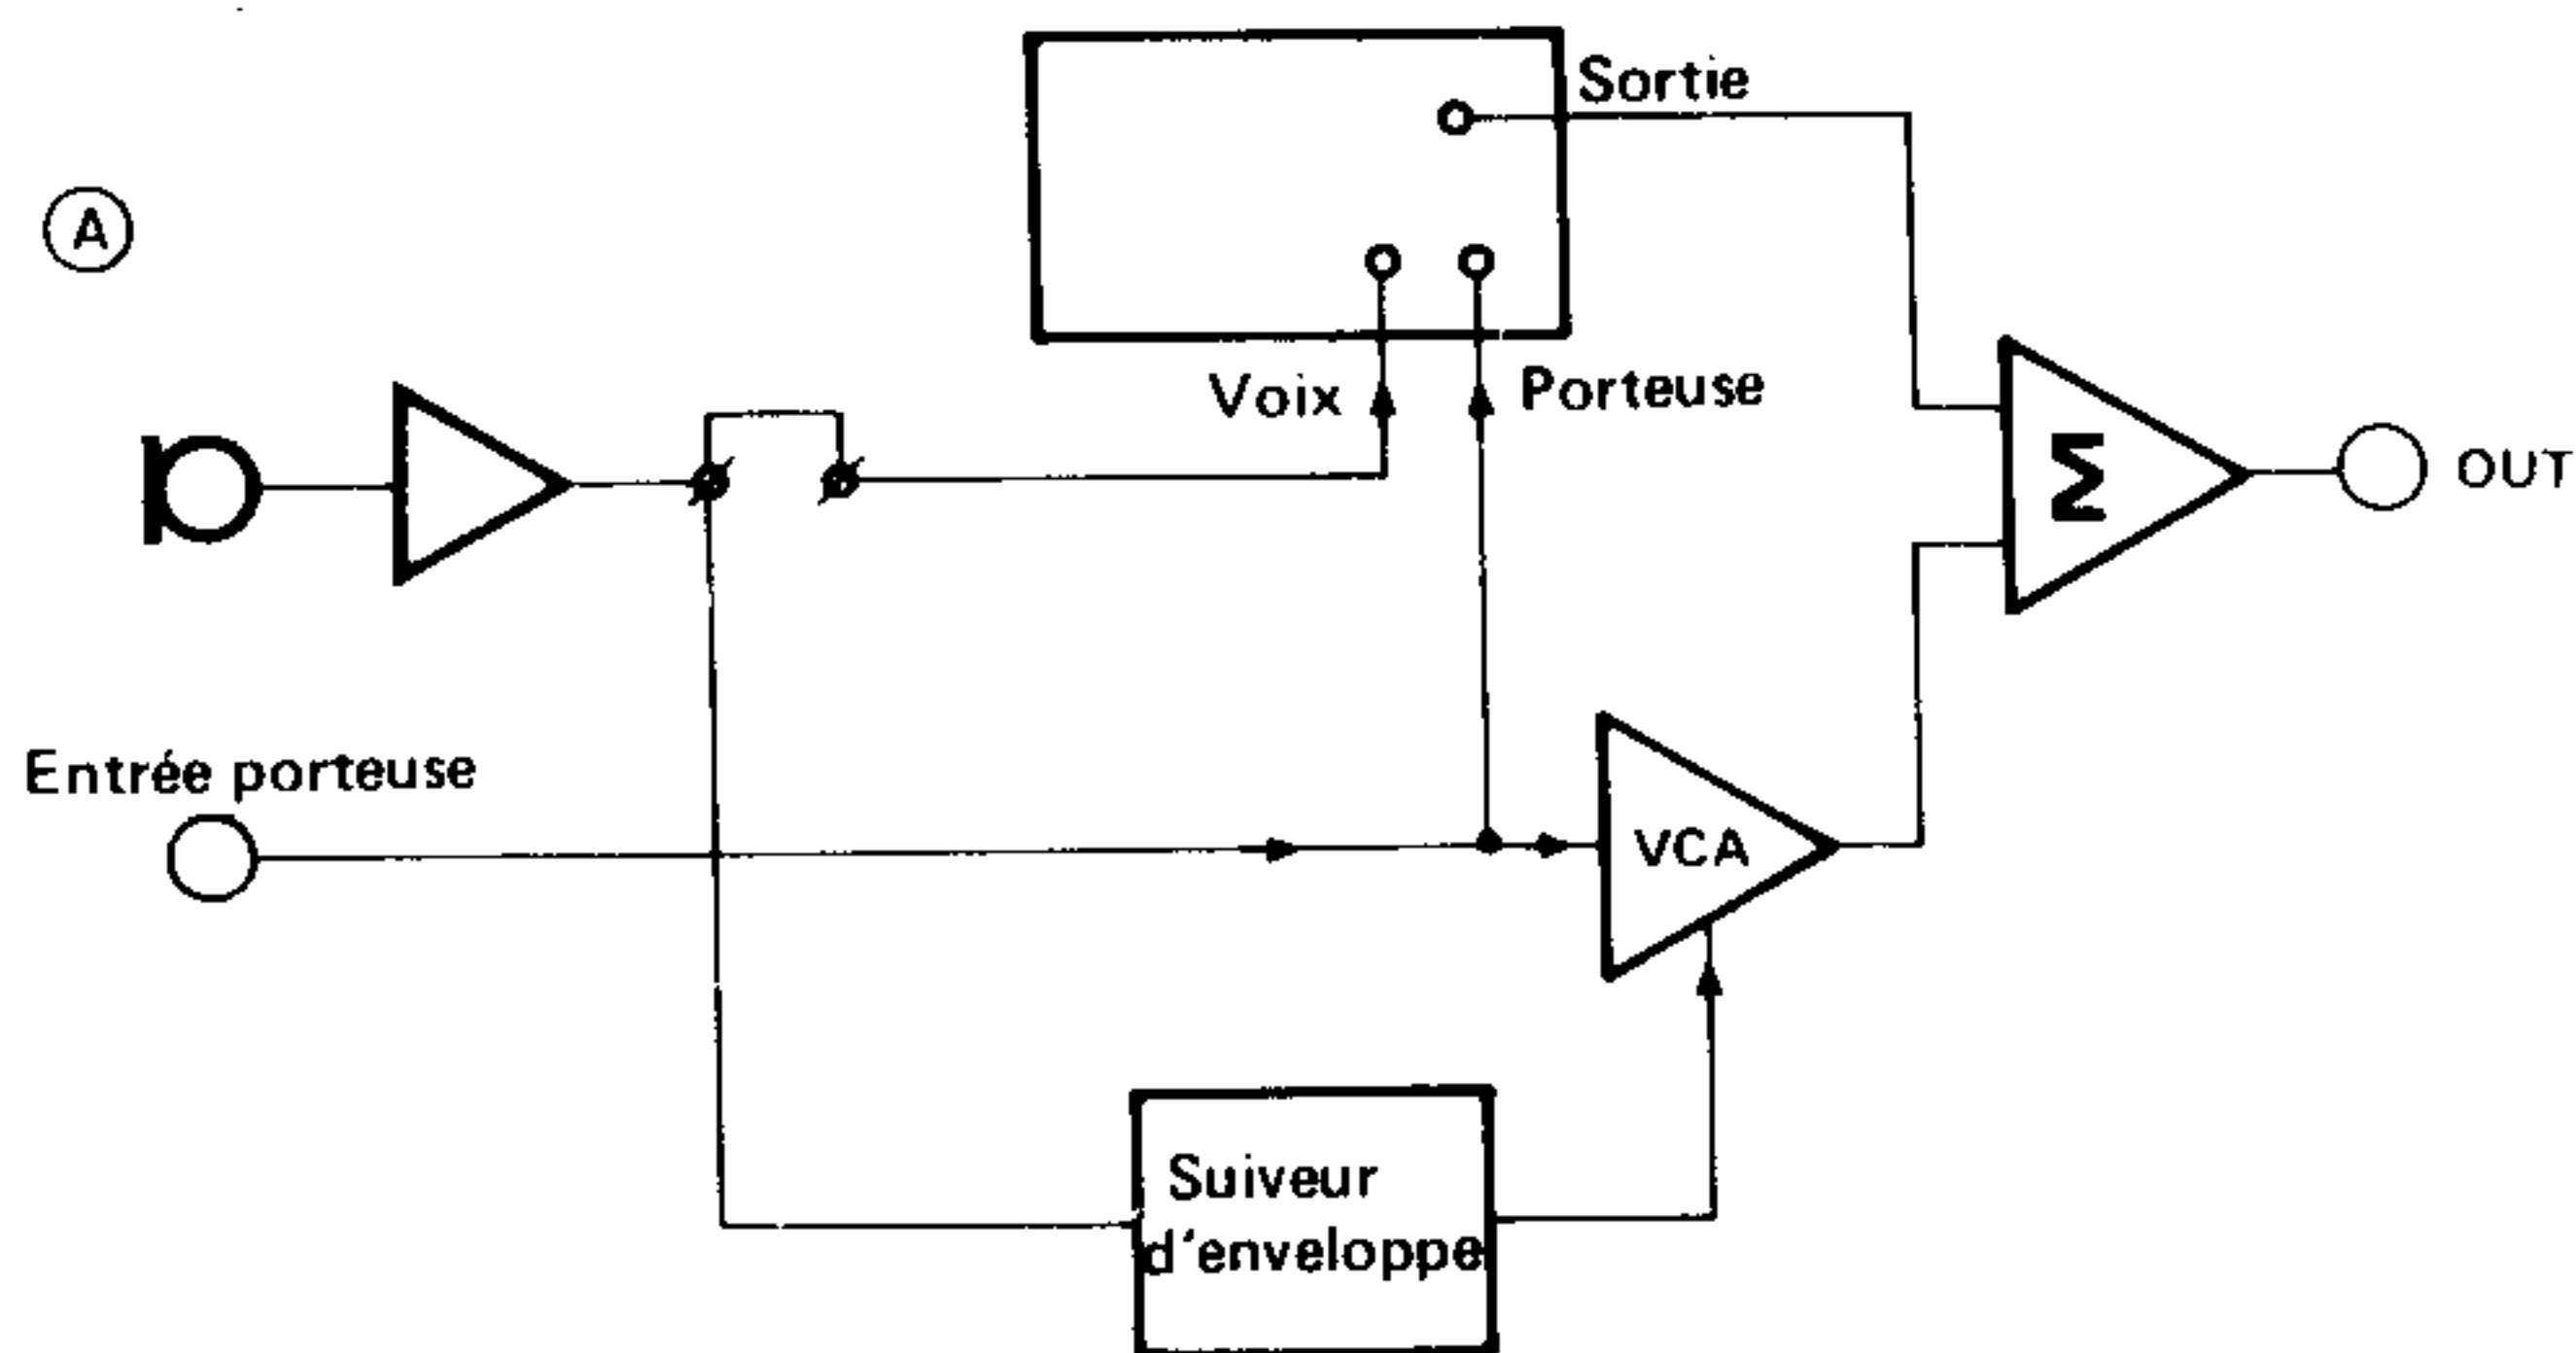 Sortie
A
Voix
Porteuse
Σ
OUT
Entrée porteuse
VCA
Suiveur
d'enveloppe